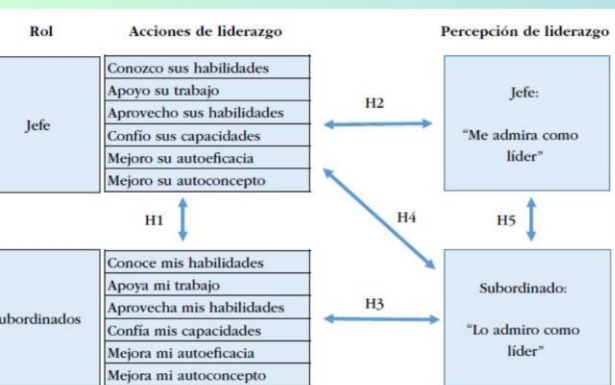 Rol
Acciones de liderazgo
Percepción de liderazgo
Jefe
Conozco sus habilidades
Apoyo su trabajo
Aprovecho sus habilidades
Confío sus capacidades
Mejoro su autoeficacia
Mejoro su autoconcepto
H2
Jefe:
“Me admira como
líder”
H1
H4
H5
ubordinados
Conoce mis habilidades
Apoya mi trabajo
Aprovecha mis habilidades
Confía mis capacidades
Mejora mi autoeficacia
Mejora mi autoconcepto
H3
Subordinado:
“Lo admiro como
líder”